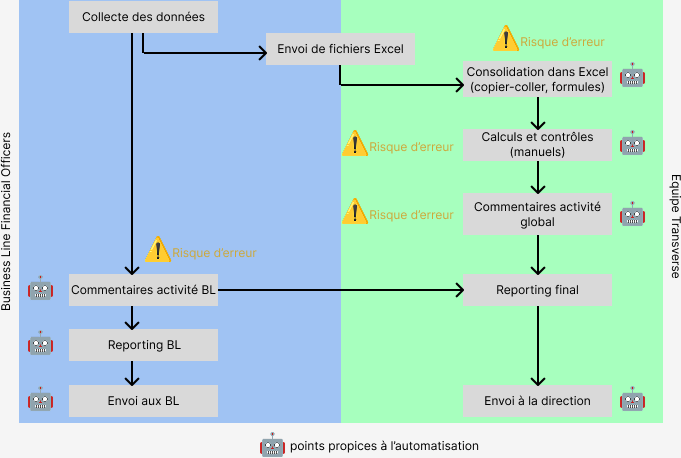 Collecte des données
Envoi de fichiers Excel
Risque d'erreur
Consolidation dans Excel
(copier-coller, formules)
Calculs et contrôles
(manuels)
Risque d'erreur
Commentaires activité
global
Risque d'erreur
Business Line Financial Officers
Equipe Transverse
Risque d'erreur
Commentaires activité BL
Reporting final
Reporting BL
Envoi aux BL
Envoi à la direction
points propices à l'automatisation